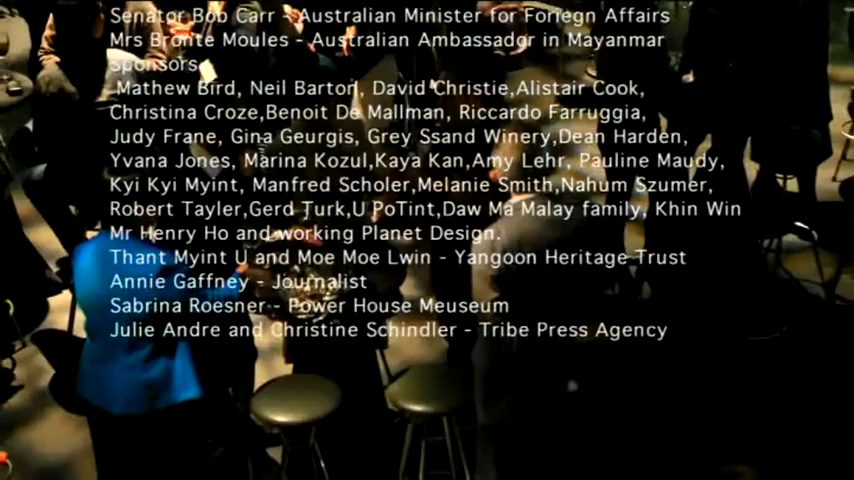 Senator Bob Carr - Australian Minister for Foriegn Affairs
Mrs Bronte Moules - Australian Ambassador in Mayanmar
Sponsors
Mathew Bird, Neil Barton, David Christie,Alistair Cook,
Christina Croze,Benoit De Mallman, Riccardo Farruggia,
Judy Frane, Gina Geurgis, Grey Ssand Winery,Dean Harden,
Yvana Jones, Marina Kozul,Kaya Kan,Amy Lehr, Pauline Maudy,
Kyi Kyi Myint, Manfred Scholer,Melanie Smith,Nahum Szumer,
Robert Tayler,Gerd Turk,U PoTint,Daw Ma Malay family, Khin Win
Mr Henry Ho and working Planet Design.
Thant Myint U and Moe Moe Lwin - Yangoon Heritage Trust
Annie Gaffney - Journalist
Sabrina Roesner - Power House Meuseum
Julie Andre and Christine Schindler - Tribe Press Agency